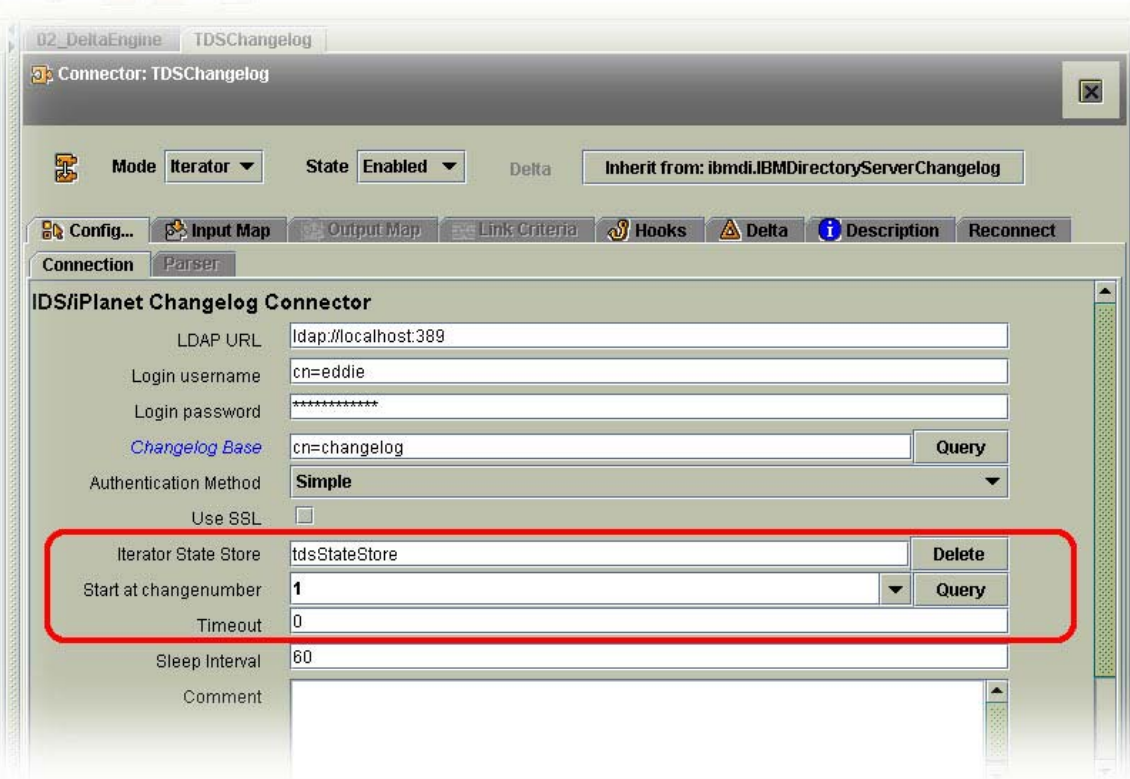 02_DeltaEngine TDSChangelog
Connector: TDSChangelog
Mode Iterator State Enabled Delta Inherit from: ibmdi.IBMDirectoryServerChangelog
Config... Input Map Output Map Link Criteria Hooks Delta Description Reconnect
Connection Parser
IDS/iPlanet Changelog Connector
LDAP URL ldap://localhost:389
Login username cn=eddie
Login password ************
Changelog Base cn=changelog Query
Authentication Method Simple
Use SSL
Iterator State Store tdsStateStore Delete
Start at changenumber 1 Query
Timeout 0
Sleep Interval 60
Comment